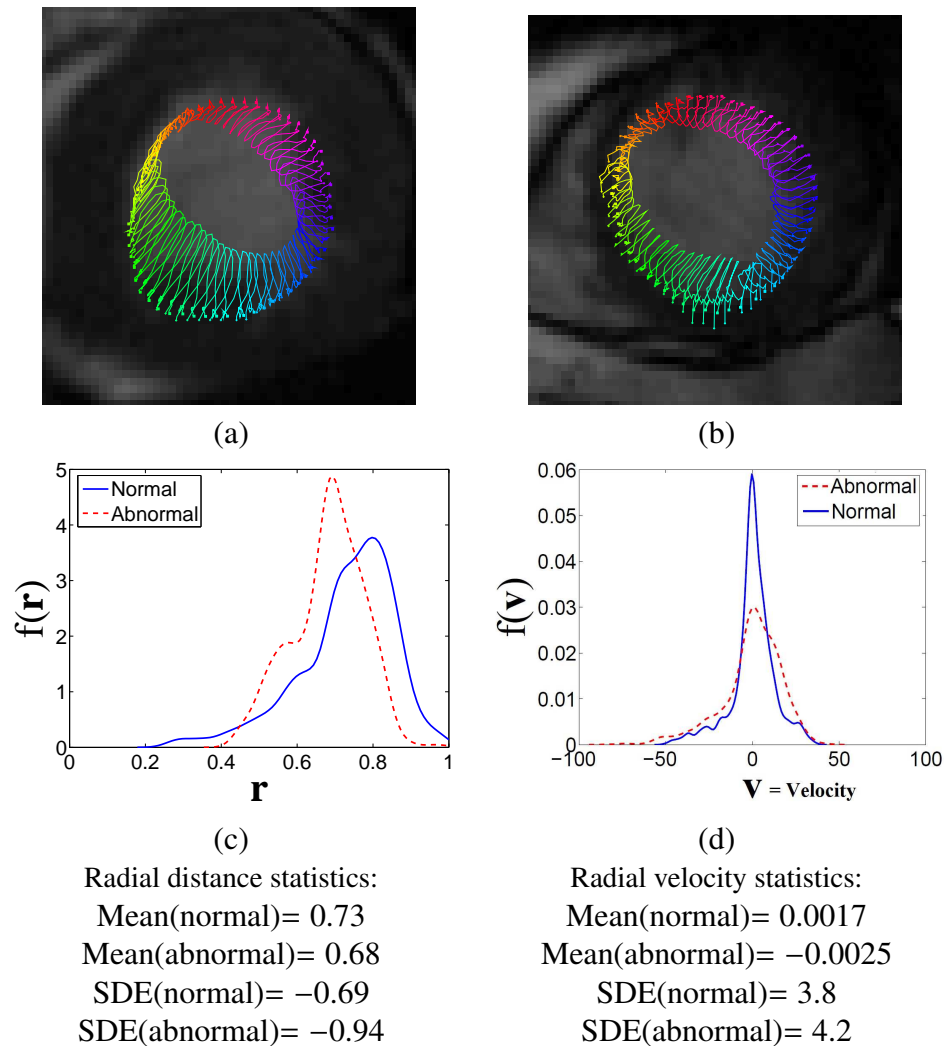 (a)
(b)
5
4
3
2
1
0
f(r)
Normal
Abnormal
0
0.2
0.4
0.6
0.8
1
r
0.06
0.05
0.04
0.03
0.02
0.01
0
f(v)
Abnormal
Normal
−100
−50
0
50
100
v = Velocity
(c)
(d)
Radial distance statistics:
Mean(normal)= 0.73
Mean(abnormal)= 0.68
SDE(normal)= −0.69
SDE(abnormal)= −0.94
Radial velocity statistics:
Mean(normal)= 0.0017
Mean(abnormal)= −0.0025
SDE(normal)= 3.8
SDE(abnormal)= 4.2